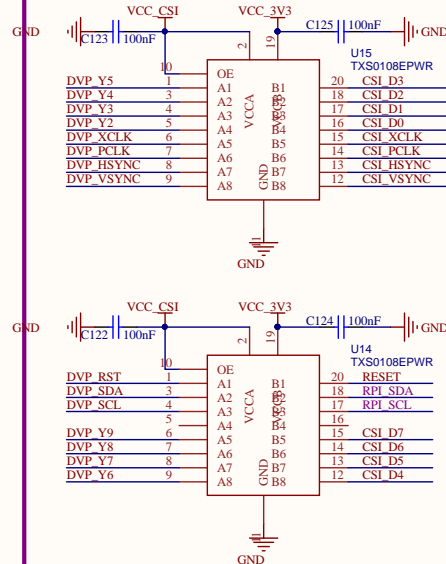 VCC_CSI VCC_3V3
GND C123 100nF C125 100nF GND
2 19
U15
TXS0108EPWR
10 OE
DVP_Y5 1 A1 B1 20 CSI_D3
DVP_Y4 3 A2 B2 18 CSI_D2
DVP_Y3 4 A3 B3 17 CSI_D1
DVP_Y2 5 A4 B4 16 CSI_D0
DVP_XCLK 6 A5 B5 15 CSI_XCLK
DVP_PCLK 7 A6 B6 14 CSI_PCLK
DVP_HSYNC 8 A7 B7 13 CSI_HSYNC
DVP_VSYNC 9 A8 B8 12 CSI_VSYNC
VCCA VCCB
GND
11
GND
VCC_CSI VCC_3V3
GND C122 100nF C124 100nF GND
2 19
U14
TXS0108EPWR
10 OE
DVP_RST 1 A1 B1 20 RESET
DVP_SDA 3 A2 B2 18 RPI_SDA
DVP_SCL 4 A3 B3 17 RPI_SCL
5 A4 B4 16
DVP_Y9 6 A5 B5 15 CSI_D7
DVP_Y8 7 A6 B6 14 CSI_D6
DVP_Y7 8 A7 B7 13 CSI_D5
DVP_Y6 9 A8 B8 12 CSI_D4
VCCA VCCB
GND
11
GND